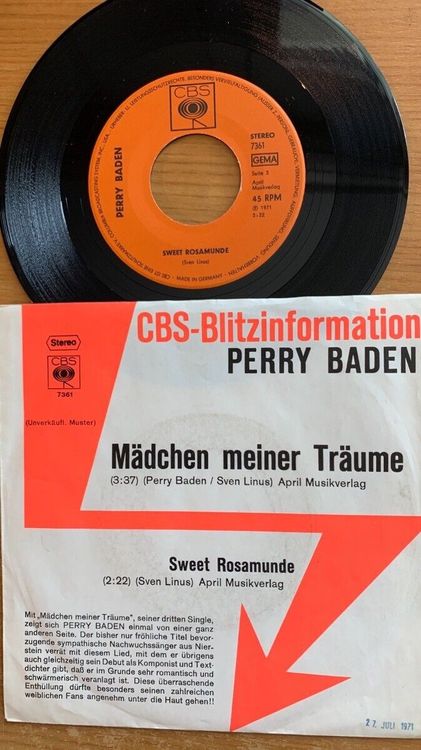 CBS
PERRY BADEN
STEREO
7361
GEMA
Seite 2
April
Musikverlag
45 RPM
℗ 1971
2:22
SWEET ROSAMUNDE
(Sven Linus)
MADE IN GERMANY
CBS-Blitzinformation
PERRY BADEN
Stereo
CBS
7361
(Unverkäufl. Muster)
Mädchen meiner Träume
(3:37) (Perry Baden / Sven Linus) April Musikverlag
Sweet Rosamunde
(2:22) (Sven Linus) April Musikverlag
Mit „Mädchen meiner Träume", seiner dritten Single,
zeigt sich PERRY BADEN einmal von einer ganz
anderen Seite. Der bisher nur fröhliche Titel bevor-
zugende sympathische Nachwuchssänger aus Nier-
stein verrät mit diesem Lied, mit dem er übrigens
auch gleichzeitig sein Debut als Komponist und Text-
dichter gibt, daß er im Grunde sehr romantisch und
schwärmerisch veranlagt ist. Diese überraschende
Enthüllung dürfte besonders seinen zahlreichen
weiblichen Fans angenehm unter die Haut gehen!!
27. JULI 1971